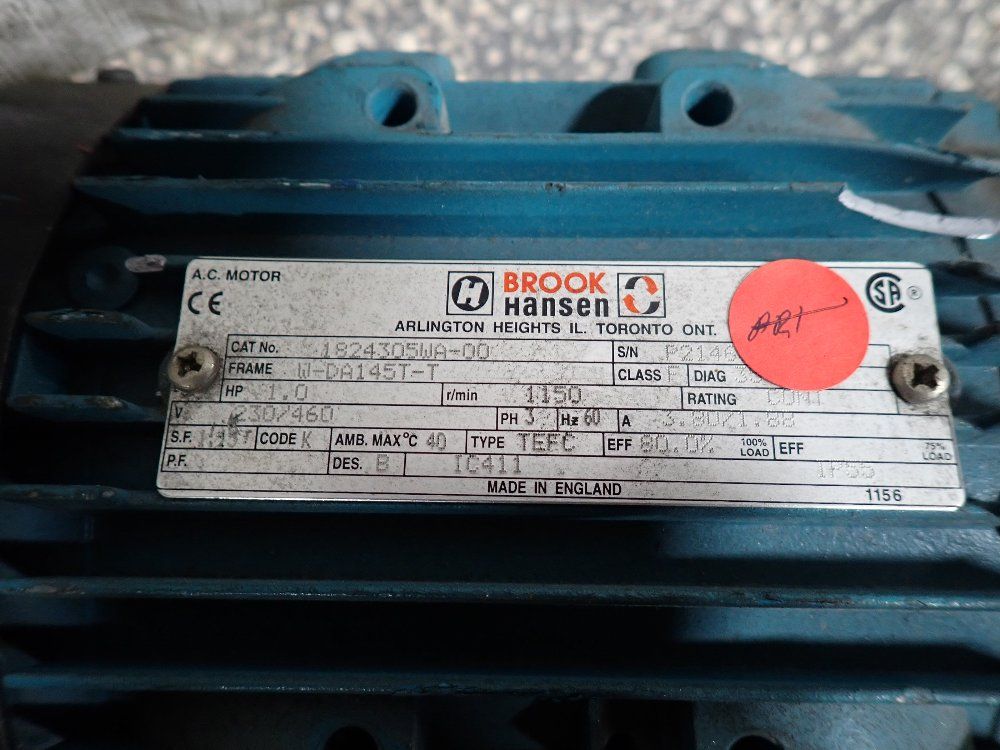 A.C. MOTOR
CE
H BROOK
Hansen
SA ®
ARLINGTON HEIGHTS IL. TORONTO ONT.
ART
CAT No. 1824305WA-00 S/N
FRAME W-DA145T-T CLASS F DIAG
HP 1.0 r/min 1150 RATING CONT
V 230/460 PH 3 Hz 60 A 3.80/1.88
S.F. CODE K AMB. MAX°C 40 TYPE TEFC EFF 80.0% 100% LOAD EFF 75% LOAD
P.F. DES. B IC411 IP55
MADE IN ENGLAND
1156